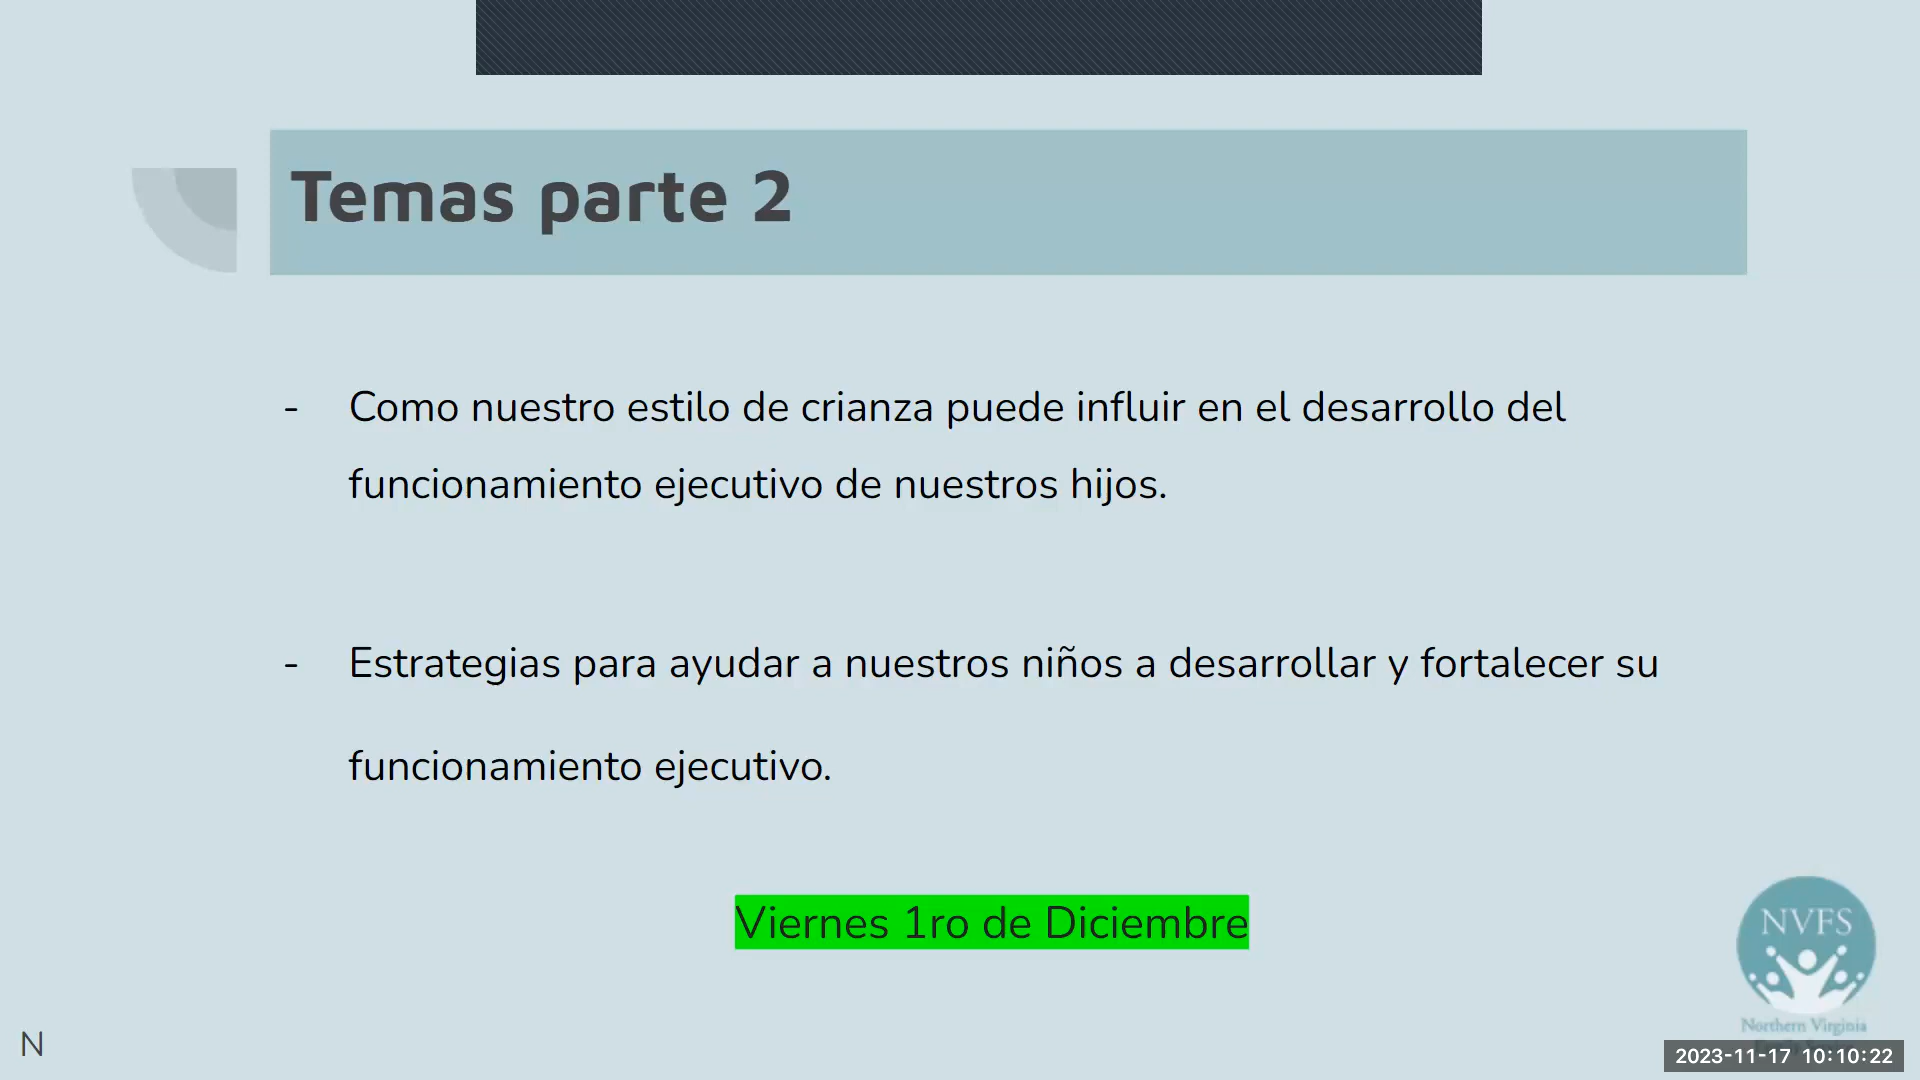 Temas parte 2
- Como nuestro estilo de crianza puede influir en el desarrollo del
funcionamiento ejecutivo de nuestros hijos.
- Estrategias para ayudar a nuestros niños a desarrollar y fortalecer su
funcionamiento ejecutivo.
Viernes 1ro de Diciembre
NVFS
Northern Virginia
N
2023-11-17 10:10:22